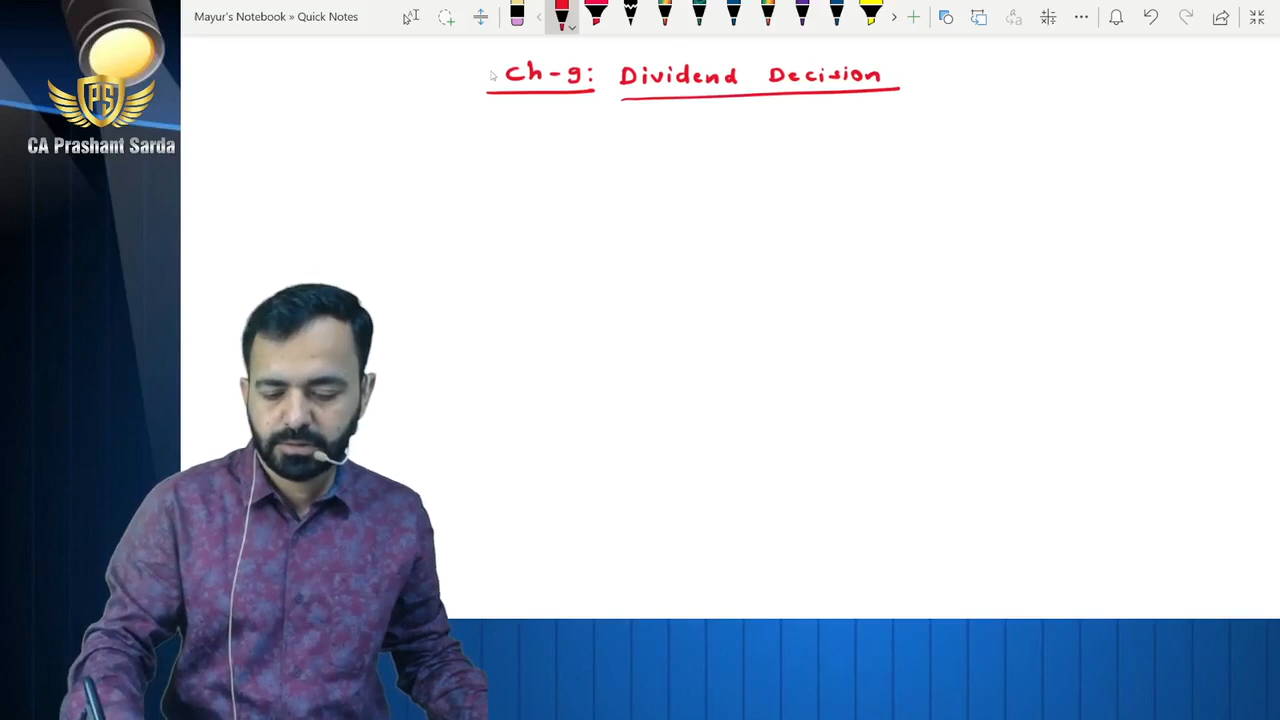 Mayur's Notebook » Quick Notes
Ch-9: Dividend Decision
PS
CA Prashant Sarda